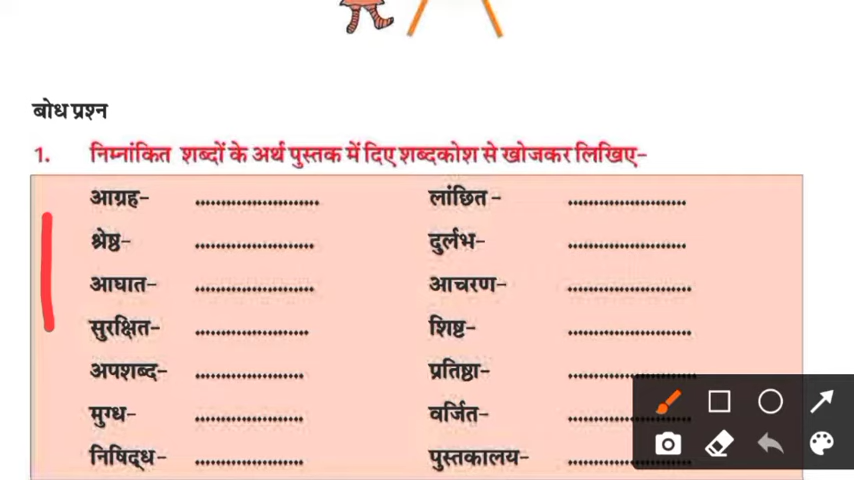 बोध प्रश्न
1. निम्नांकित शब्दों के अर्थ पुस्तक में दिए शब्दकोश से खोजकर लिखिए-
आग्रह- ........................ लांछित - .......................
श्रेष्ठ- ....................... दुर्लभ- .......................
आघात- ....................... आचरण- ........................
सुरक्षित- ...................... शिष्ट- ........................
अपशब्द- ..................... प्रतिष्ठा- ........................
मुग्ध- ..................... वर्जित- .......................
निषिद्ध- ..................... पुस्तकालय- .......................